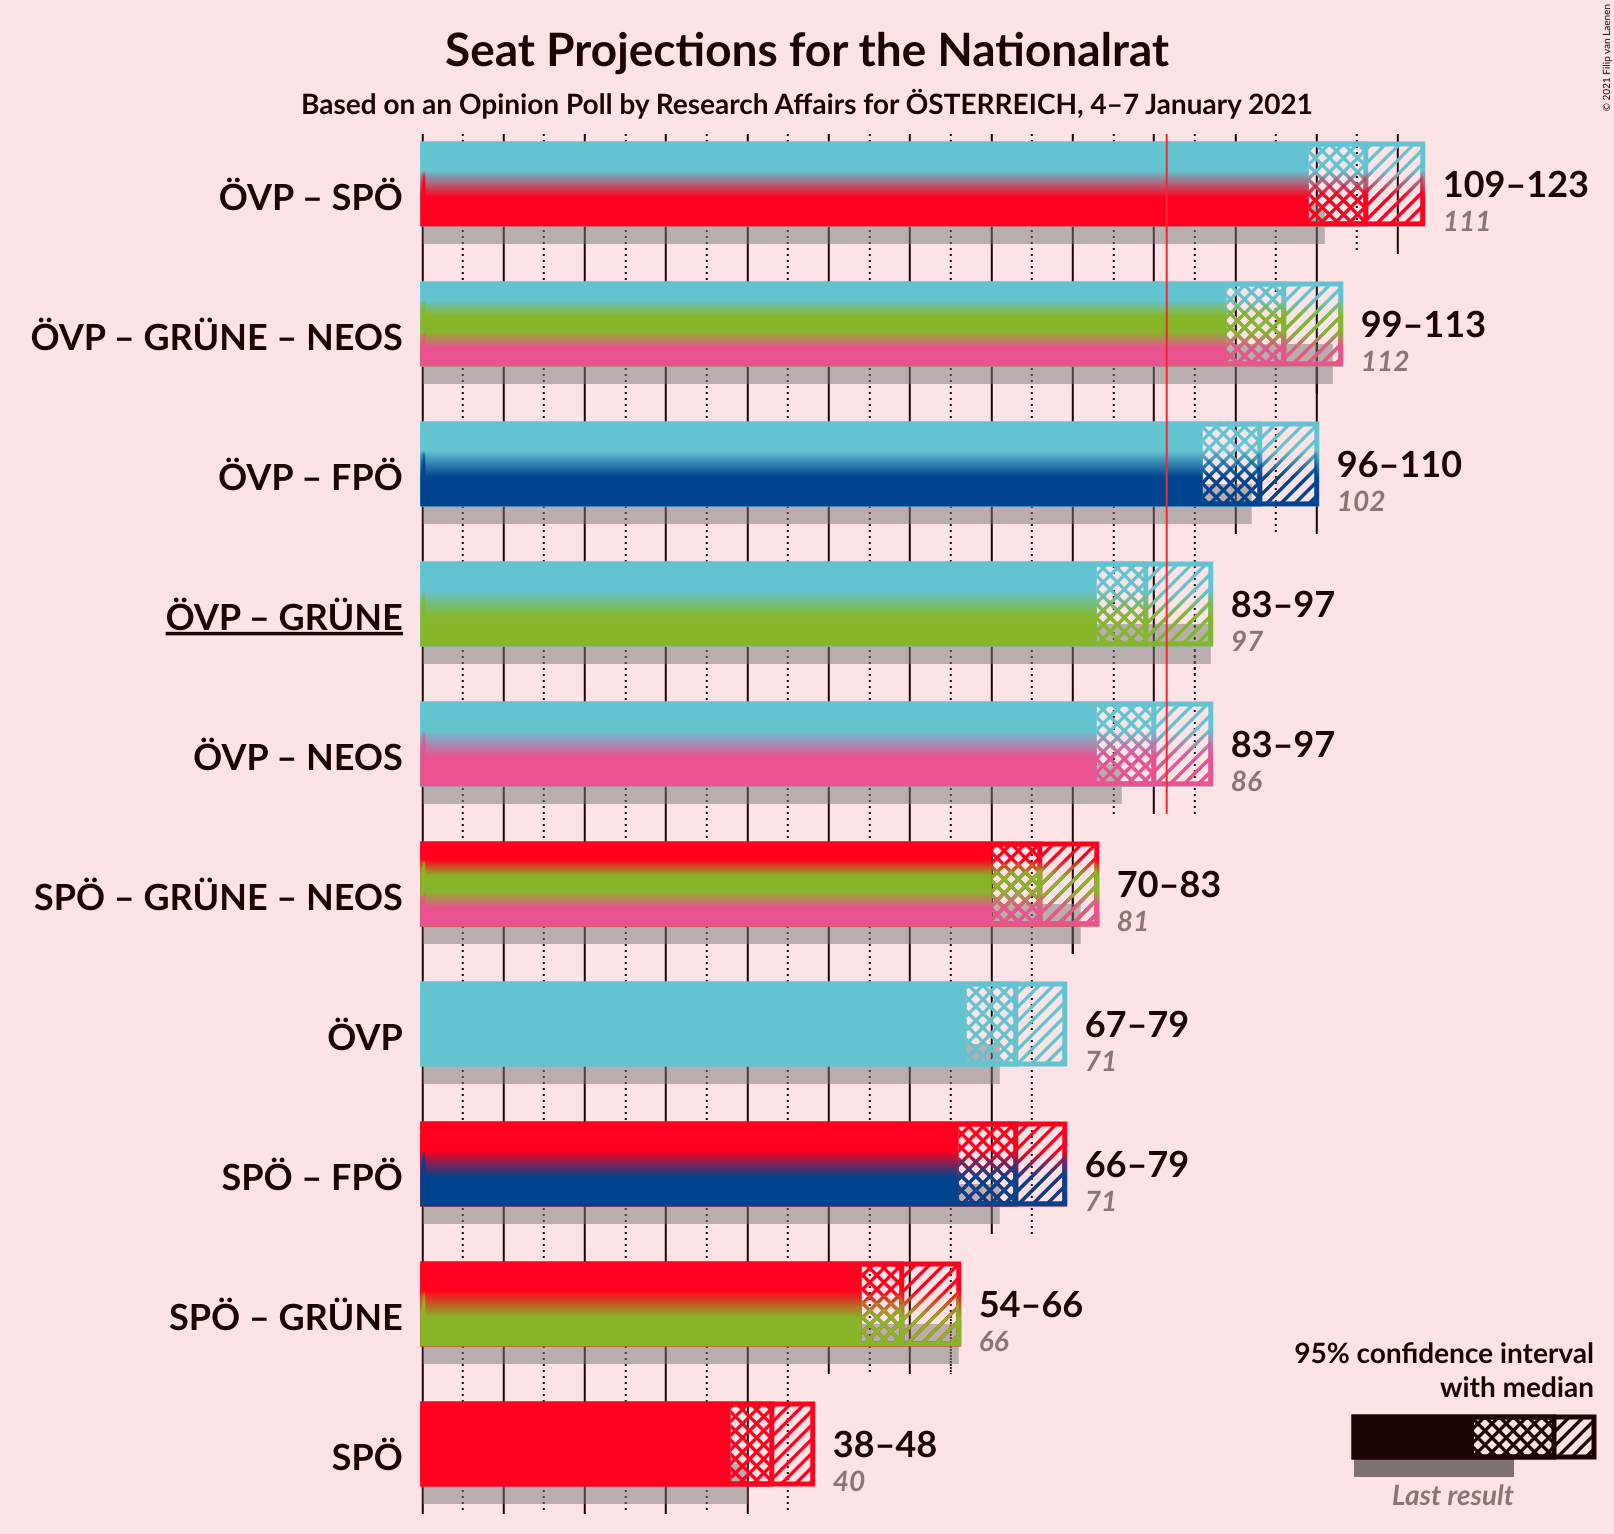 Seat Projections for the Nationalrat
Based on an Opinion Poll by Research Affairs for ÖSTERREICH, 4–7 January 2021
© 2021 Filip van Laenen
ÖVP – SPÖ
109–123
111
ÖVP – GRÜNE – NEOS
99–113
112
ÖVP – FPÖ
96–110
102
ÖVP – GRÜNE
83–97
97
ÖVP – NEOS
83–97
86
SPÖ – GRÜNE – NEOS
70–83
81
ÖVP
67–79
71
SPÖ – FPÖ
66–79
71
SPÖ – GRÜNE
54–66
66
SPÖ
38–48
40
95% confidence interval
with median
Last result